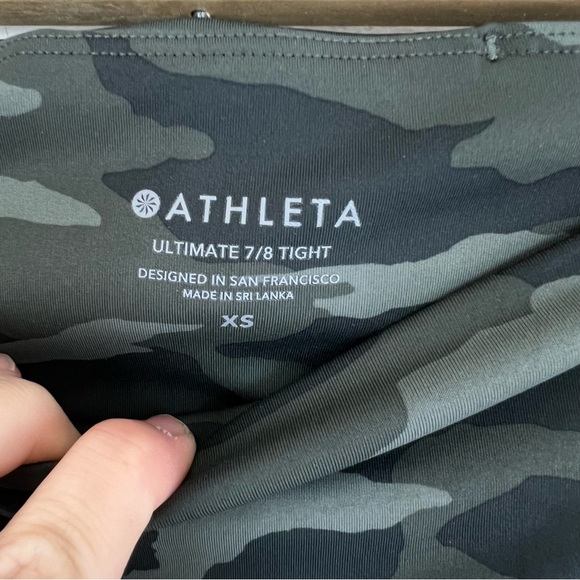 ATHLETA
ULTIMATE 7/8 TIGHT
DESIGNED IN SAN FRANCISCO
MADE IN SRI LANKA
XS